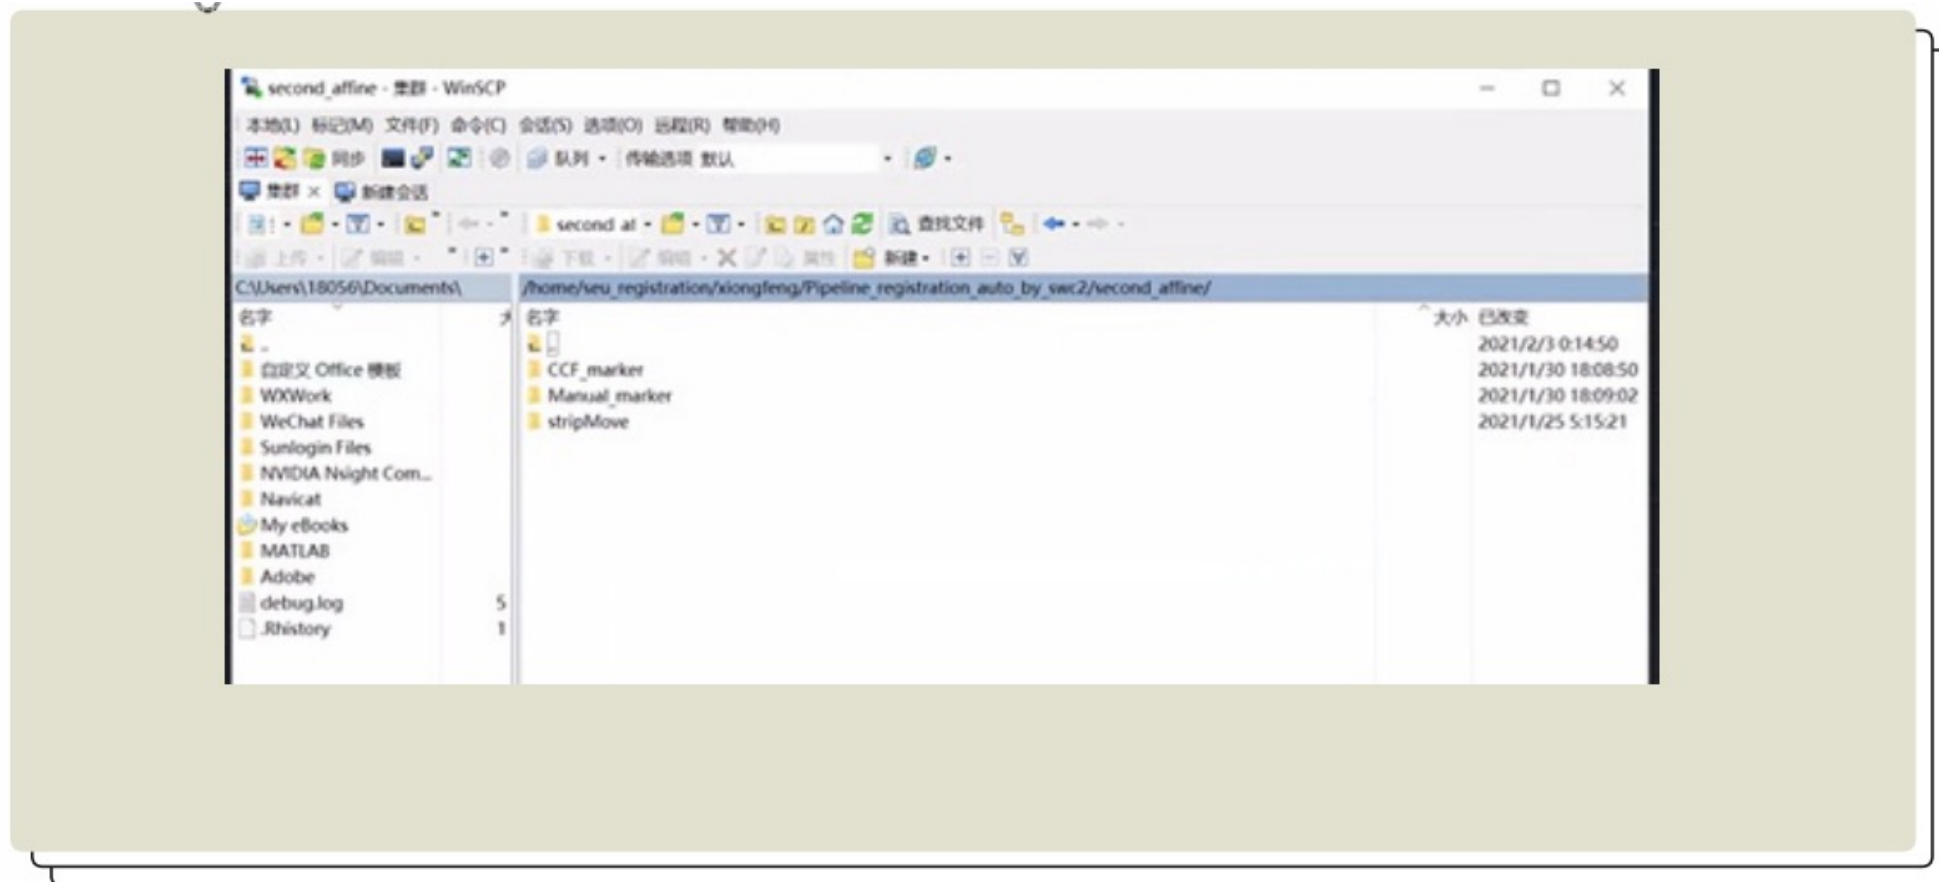 second_affine - 集群 - WinSCP
本地(L) 标记(M) 文件(F) 命令(C) 会话(S) 选项(O) 远程(R) 帮助(H)
同步 队列 传输选项 默认
集群 × 新建会话
second af 查找文件
上传 编辑 下载 编辑 属性 新建
C:\Users\18056\Documents\ /home/seu_registration/xiongfeng/Pipeline_registration_auto_by_swc2/second_affine/
名字 大 名字 大小 已改变
.. .. 2021/2/3 0:14:50
自定义 Office 模板 CCF_marker 2021/1/30 18:08:50
WXWork Manual_marker 2021/1/30 18:09:02
WeChat Files stripMove 2021/1/25 5:15:21
Sunlogin Files
NVIDIA Nsight Com...
Navicat
My eBooks
MATLAB
Adobe
debug.log 5
.Rhistory 1